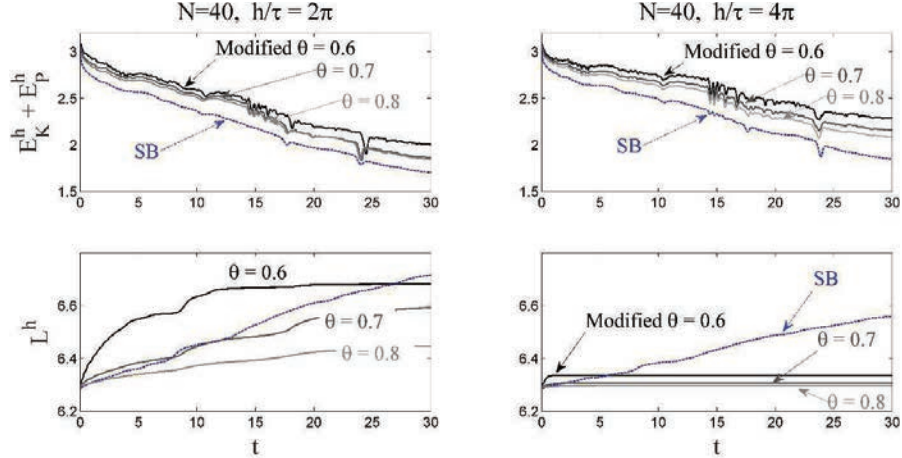 N=40, h/τ = 2π
N=40, h/τ = 4π
E_K^h + E_P^h
3
2.5
2
1.5
Modified θ = 0.6
θ = 0.7
θ = 0.8
SB
0 5 10 15 20 25 30
3
2.5
2
1.5
Modified θ = 0.6
θ = 0.7
θ = 0.8
SB
0 5 10 15 20 25 30
L^h
6.6
6.4
6.2
θ = 0.6
θ = 0.7
θ = 0.8
0 5 10 15 20 25 30
t
6.6
6.4
6.2
SB
Modified θ = 0.6
θ = 0.7
θ = 0.8
0 5 10 15 20 25 30
t